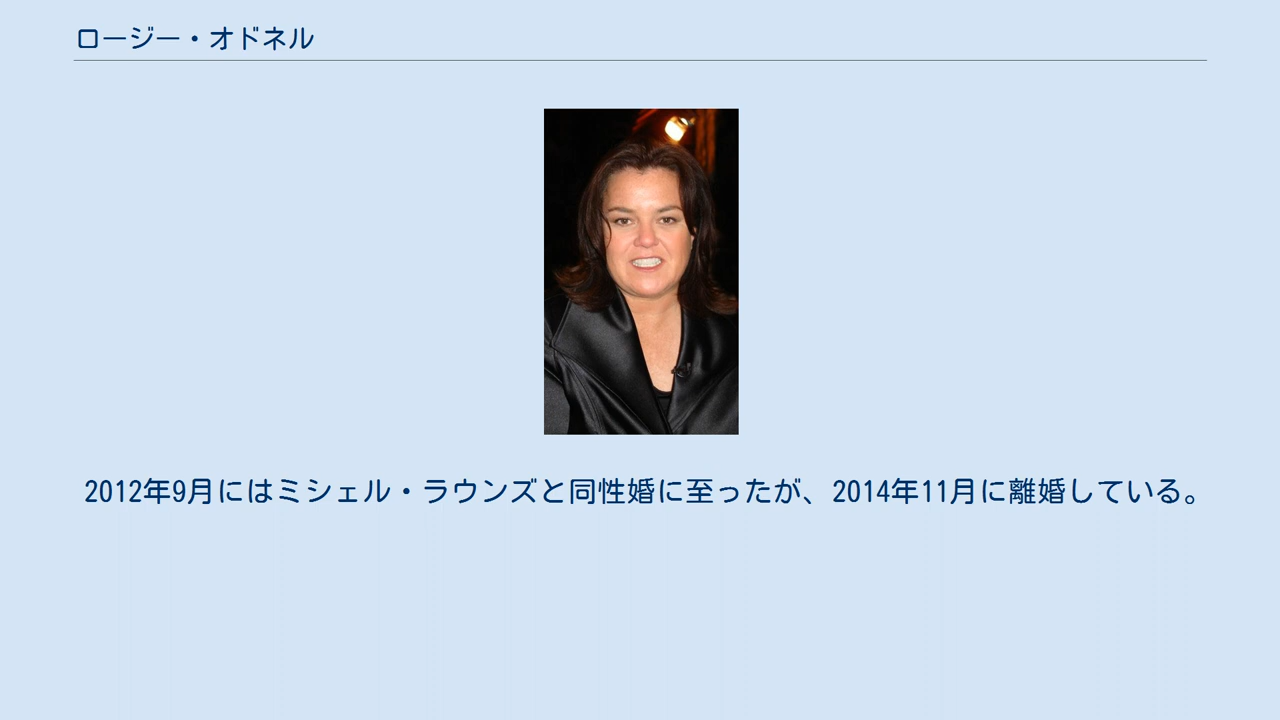 ロージー・オドネル
2012年9月にはミシェル・ラウンズと同性婚に至ったが、2014年11月に離婚している。